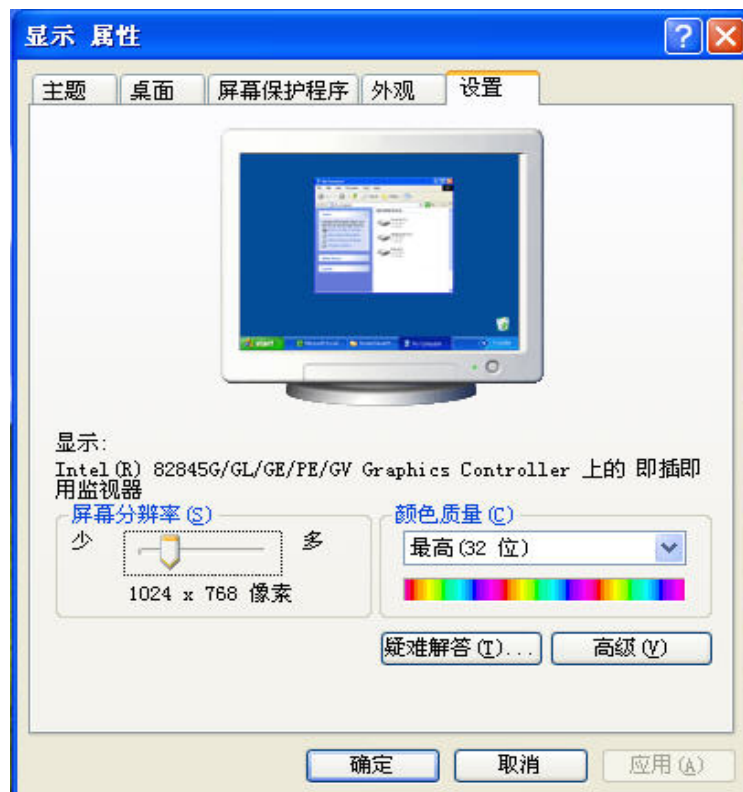 显示 属性
主题 桌面 屏幕保护程序 外观 设置
start
显示:
Intel(R) 82845G/GL/GE/PE/GV Graphics Controller 上的 即插即
用监视器
屏幕分辨率(S) 颜色质量(C)
少 多 最高(32 位)
1024 x 768 像素
疑难解答(T)... 高级(V)
确定 取消 应用(A)